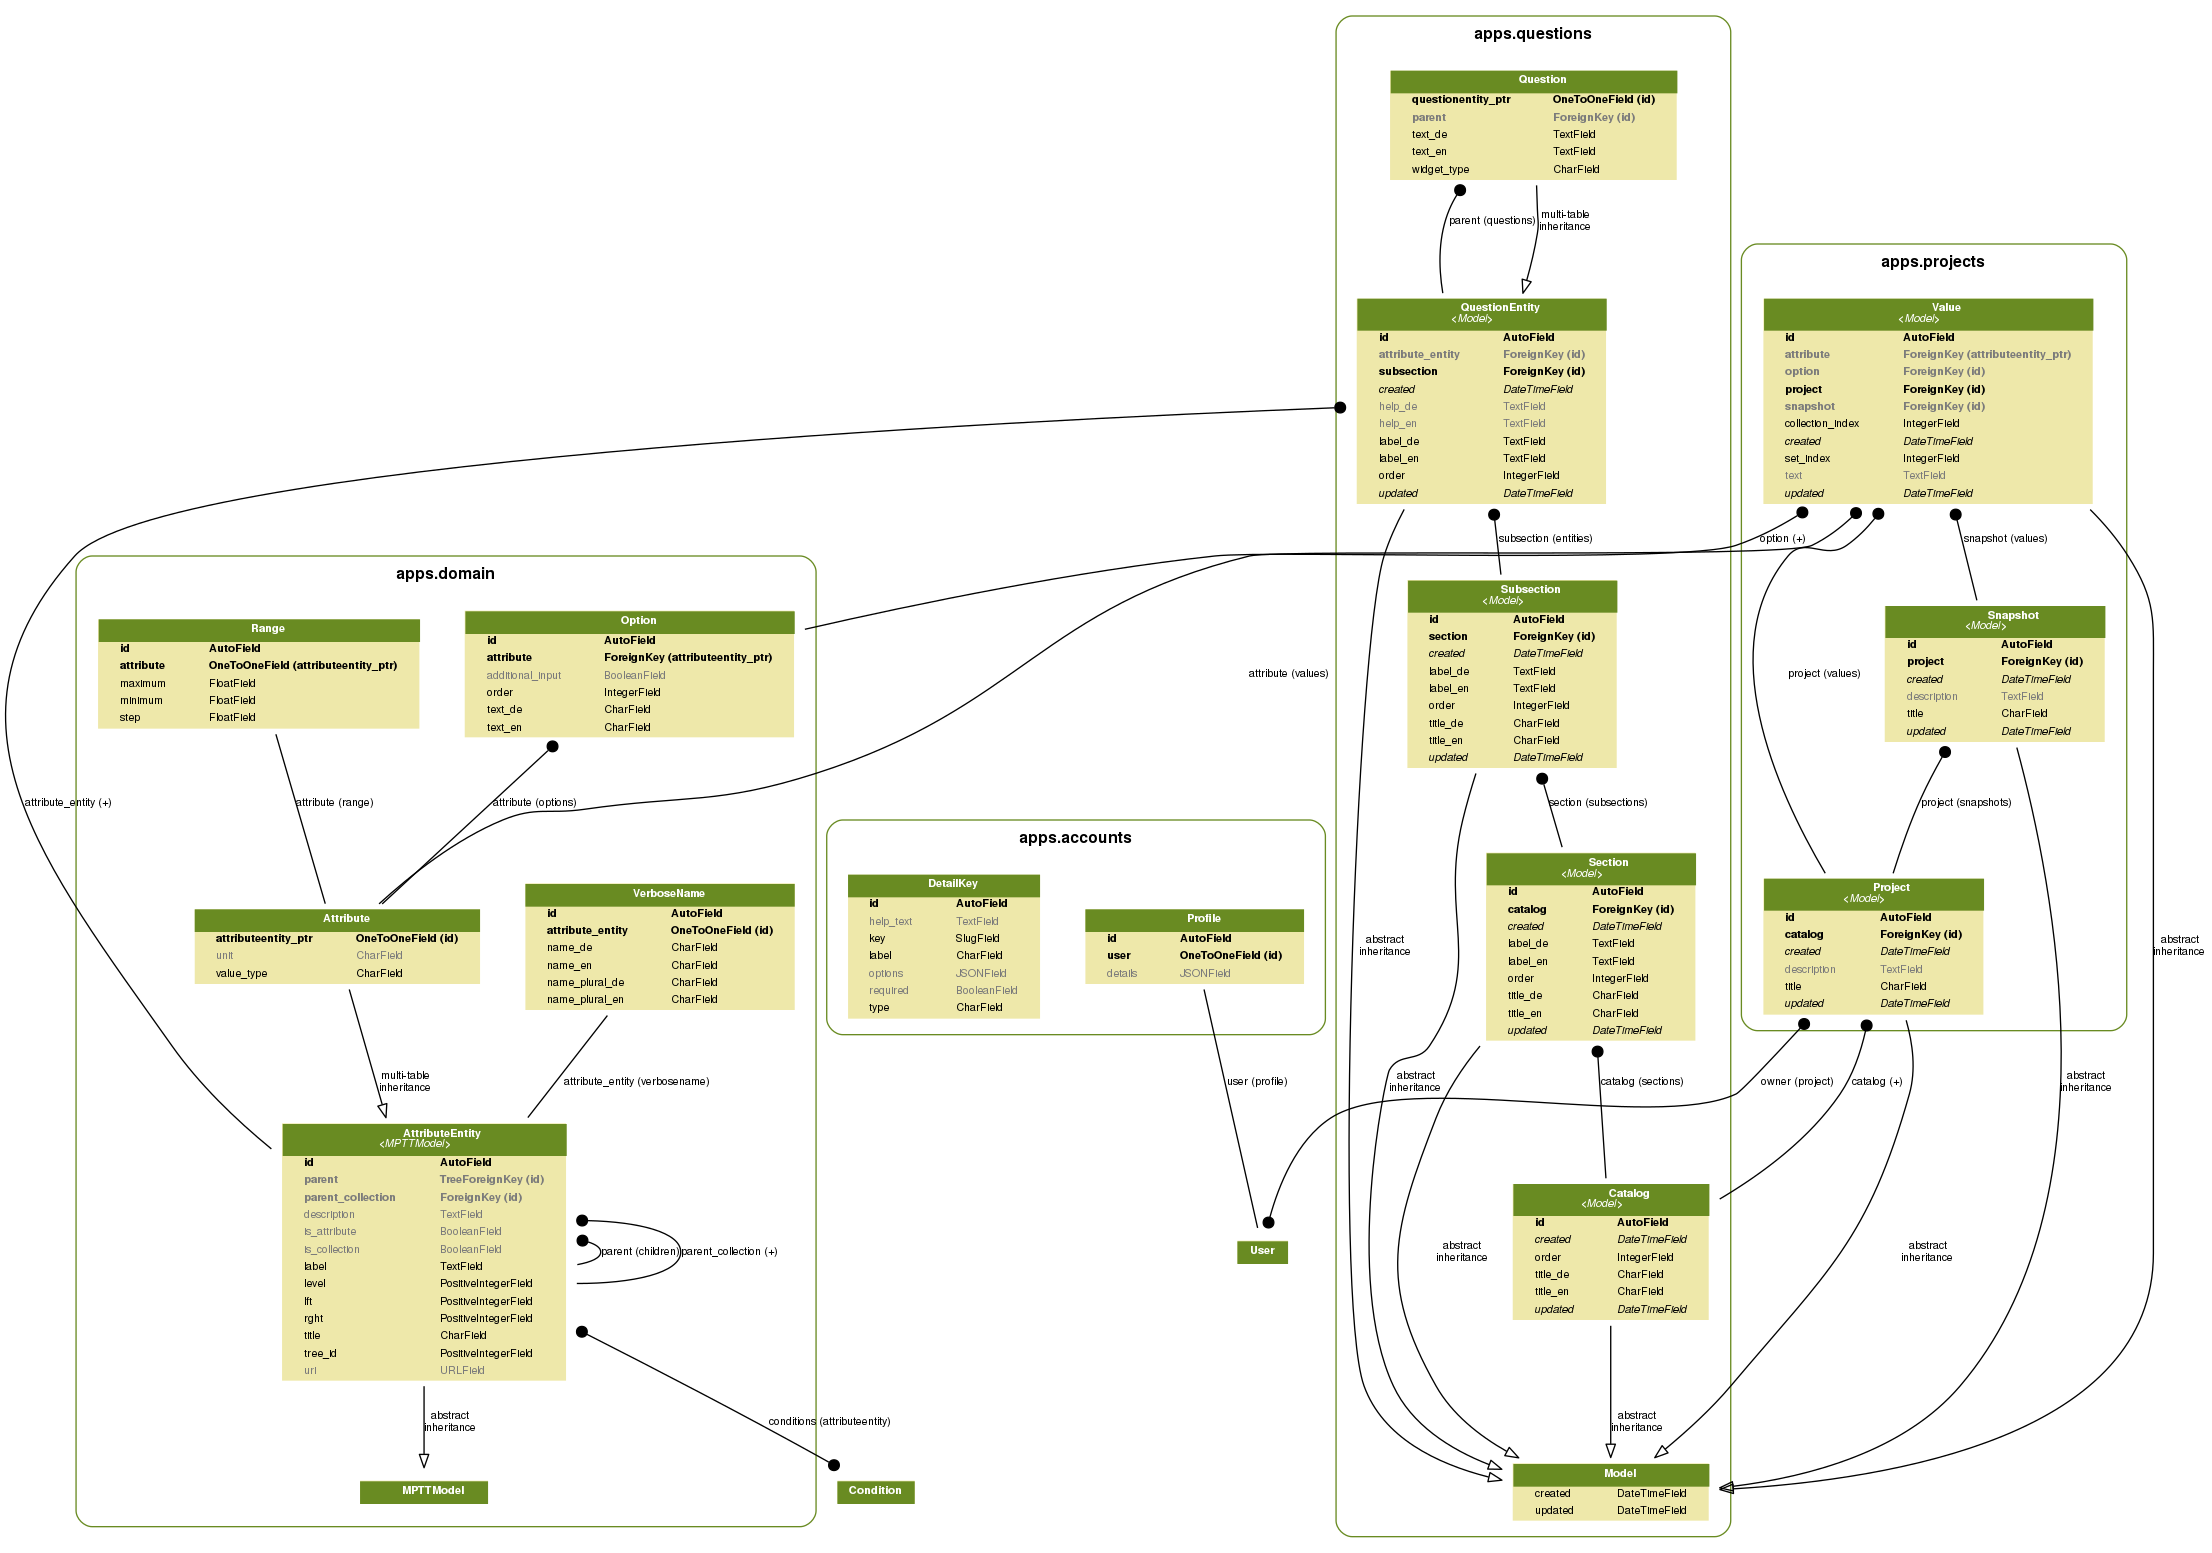 apps.questions
Question
questionentity_ptr OneToOneField (id)
parent ForeignKey (id)
text_de TextField
text_en TextField
widget_type CharField
parent (questions)
multi-table
inheritance
QuestionEntity
<Model>
id AutoField
attribute_entity ForeignKey (id)
subsection ForeignKey (id)
created DateTimeField
help_de TextField
help_en TextField
label_de TextField
label_en TextField
order IntegerField
updated DateTimeField
subsection (entities)
Subsection
<Model>
id AutoField
section ForeignKey (id)
created DateTimeField
label_de TextField
label_en TextField
order IntegerField
title_de CharField
title_en CharField
updated DateTimeField
section (subsections)
Section
<Model>
id AutoField
catalog ForeignKey (id)
created DateTimeField
label_de TextField
label_en TextField
order IntegerField
title_de CharField
title_en CharField
updated DateTimeField
abstract
inheritance
abstract
inheritance
catalog (sections)
Catalog
<Model>
id AutoField
created DateTimeField
order IntegerField
title_de CharField
title_en CharField
updated DateTimeField
abstract
inheritance
abstract
inheritance
Model
created DateTimeField
updated DateTimeField
apps.projects
Value
<Model>
id AutoField
attribute ForeignKey (attributeentity_ptr)
option ForeignKey (id)
project ForeignKey (id)
snapshot ForeignKey (id)
collection_index IntegerField
created DateTimeField
set_index IntegerField
text TextField
updated DateTimeField
option (+)
snapshot (values)
Snapshot
<Model>
id AutoField
project ForeignKey (id)
created DateTimeField
description TextField
title CharField
updated DateTimeField
attribute (values)
project (values)
project (snapshots)
Project
<Model>
id AutoField
catalog ForeignKey (id)
created DateTimeField
description TextField
title CharField
updated DateTimeField
abstract
inheritance
owner (project)
catalog (+)
abstract
inheritance
abstract
inheritance
apps.domain
Range
id AutoField
attribute OneToOneField (attributeentity_ptr)
maximum FloatField
minimum FloatField
step FloatField
Option
id AutoField
attribute ForeignKey (attributeentity_ptr)
additional_input BooleanField
order IntegerField
text_de CharField
text_en CharField
attribute_entity (+)
attribute (range)
attribute (options)
Attribute
attributeentity_ptr OneToOneField (id)
unit CharField
value_type CharField
VerboseName
id AutoField
attribute_entity OneToOneField (id)
name_de CharField
name_en CharField
name_plural_de CharField
name_plural_en CharField
multi-table
inheritance
attribute_entity (verbosename)
AttributeEntity
<MPTTModel>
id AutoField
parent TreeForeignKey (id)
parent_collection ForeignKey (id)
description TextField
is_attribute BooleanField
is_collection BooleanField
label TextField
level PositiveIntegerField
lft PositiveIntegerField
rght PositiveIntegerField
title CharField
tree_id PositiveIntegerField
uri URLField
parent (children)
parent_collection (+)
abstract
inheritance
conditions (attributeentity)
MPTTModel
Condition
apps.accounts
DetailKey
id AutoField
help_text TextField
key SlugField
label CharField
options JSONField
required BooleanField
type CharField
Profile
id AutoField
user OneToOneField (id)
details JSONField
user (profile)
User